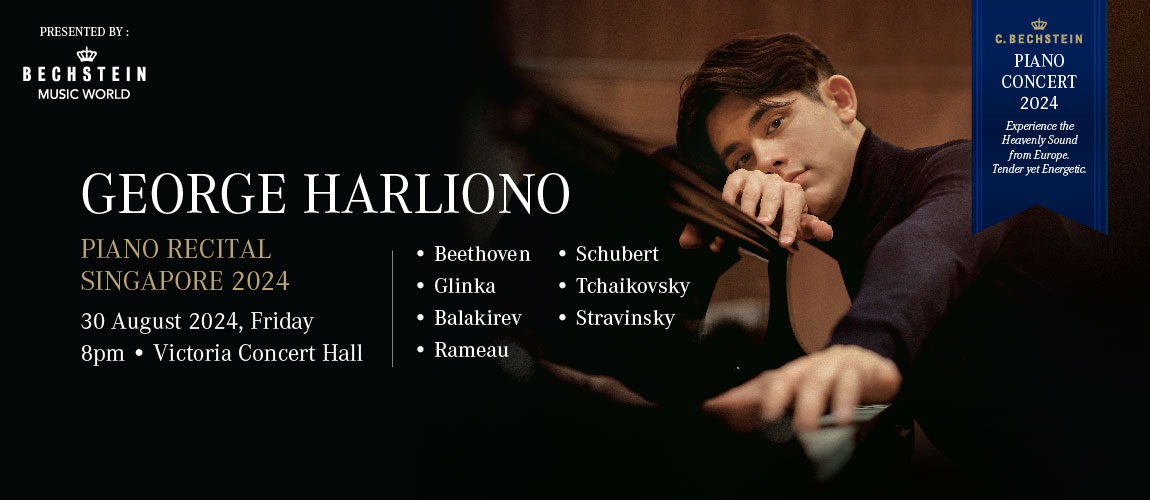 PRESENTED BY :
BECHSTEIN
MUSIC WORLD
C. BECHSTEIN
PIANO
CONCERT
2024
Experience the
Heavenly Sound
from Europe.
Tender yet Energetic.
GEORGE HARLIONO
PIANO RECITAL
SINGAPORE 2024
30 August 2024, Friday
8pm • Victoria Concert Hall
• Beethoven
• Glinka
• Balakirev
• Rameau
• Schubert
• Tchaikovsky
• Stravinsky